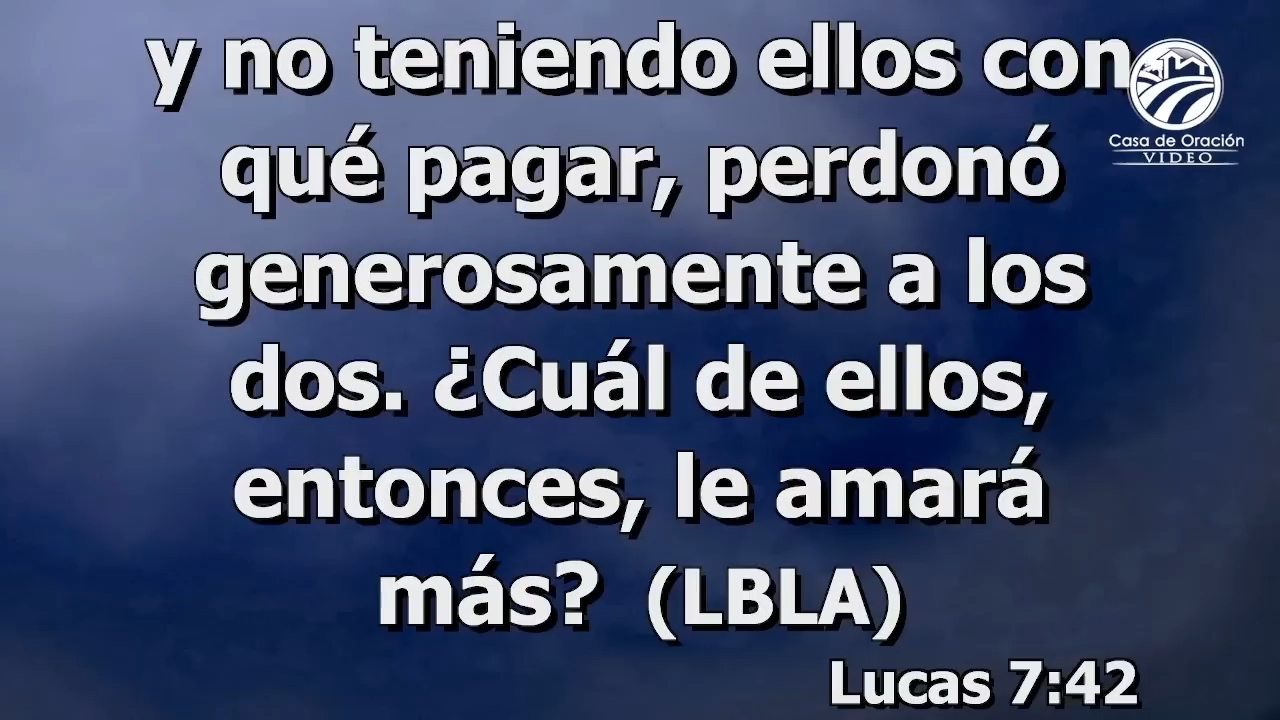 y no teniendo ellos con
qué pagar, perdonó
generosamente a los
dos. ¿Cuál de ellos,
entonces, le amará
más? (LBLA)
Lucas 7:42
Casa de Oración
VIDEO